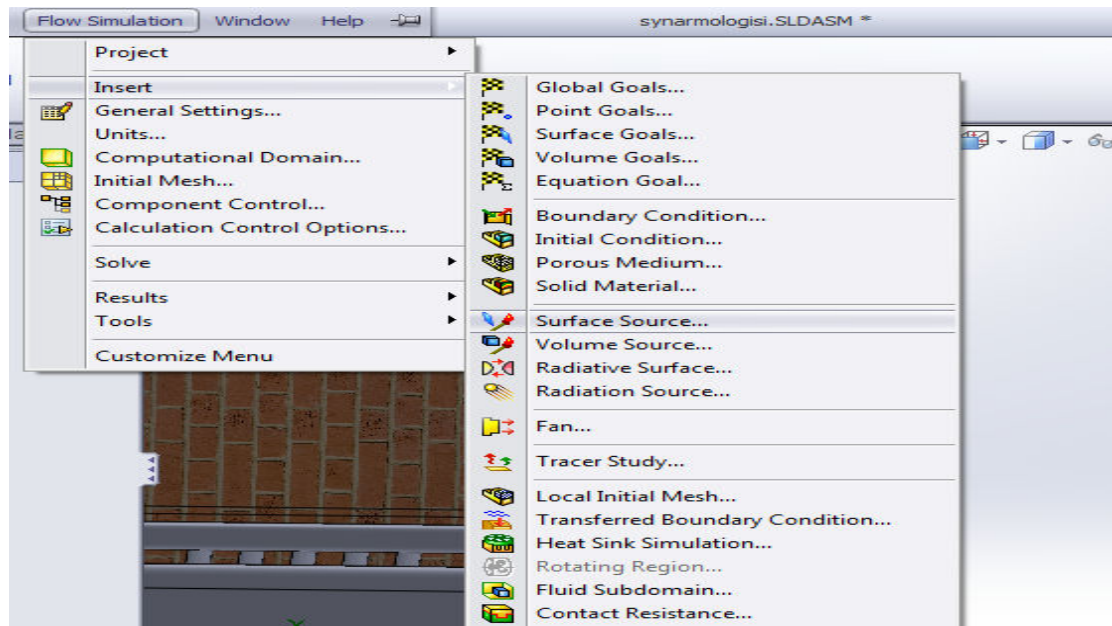 Flow Simulation Window Help synarmologisi.SLDASM *
Project
Insert
General Settings...
Units...
Computational Domain...
Initial Mesh...
Component Control...
Calculation Control Options...
Solve
Results
Tools
Customize Menu
Global Goals...
Point Goals...
Surface Goals...
Volume Goals...
Equation Goal...
Boundary Condition...
Initial Condition...
Porous Medium...
Solid Material...
Surface Source...
Volume Source...
Radiative Surface...
Radiation Source...
Fan...
Tracer Study...
Local Initial Mesh...
Transferred Boundary Condition...
Heat Sink Simulation...
Rotating Region...
Fluid Subdomain...
Contact Resistance...